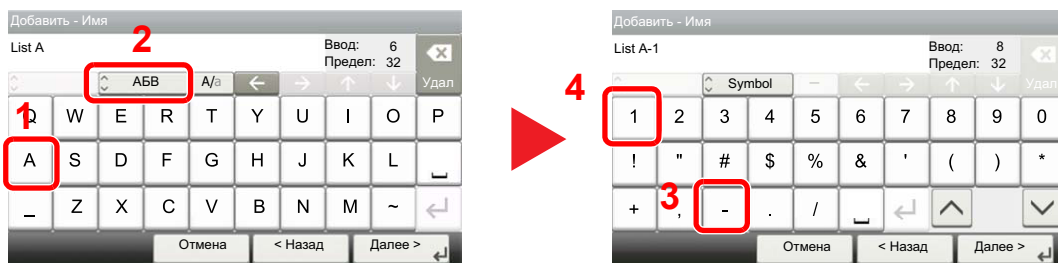 Добавить - Имя
2
List A
Ввод: 6
Предел: 32
АБВ A/a Удал
1
Q W E R T Y U I O P
A S D F G H J K L
_ Z X C V B N M ~
Отмена < Назад Далее >
Добавить - Имя
List A-1
Ввод: 8
Предел: 32
4
Symbol — Удал
1 2 3 4 5 6 7 8 9 0
! " # $ % & ' ( ) *
3
+ , - . /
Отмена < Назад Далее >